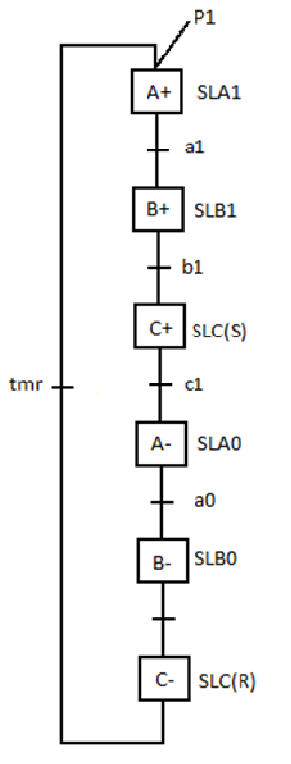 P1
A+ SLA1
a1
B+ SLB1
b1
C+ SLC(S)
tmr c1
A- SLA0
a0
B- SLB0
C- SLC(R)